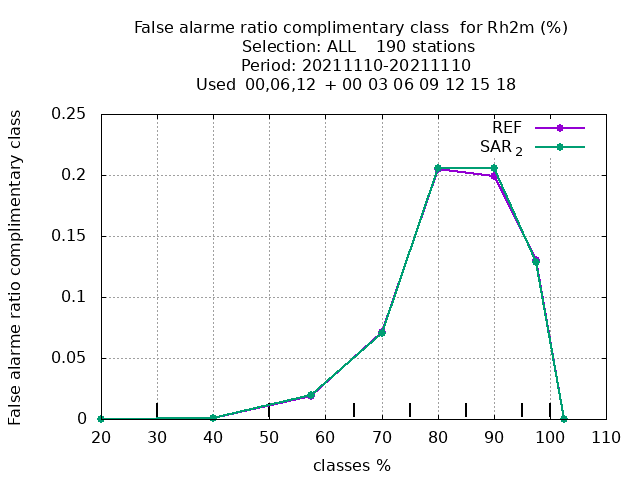 False alarme ratio complimentary class  for Rh2m (%)
Selection: ALL    190 stations
Period: 20211110-20211110
Used  00,06,12  + 00 03 06 09 12 15 18
REF
SAR 2
False alarme ratio complimentary class
0.25
0.2
0.15
0.1
0.05
0
20 30 40 50 60 70 80 90 100 110
classes %